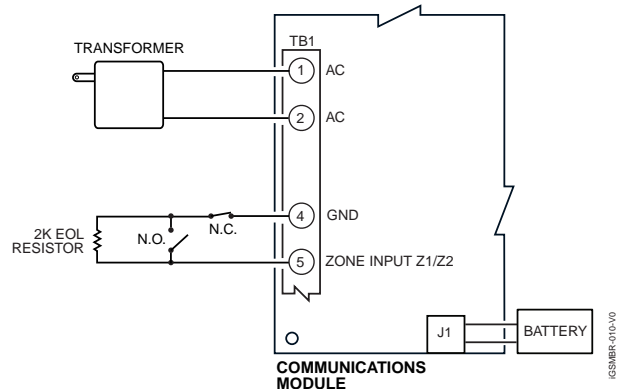 TB1
TRANSFORMER
1 AC
2 AC
4 GND
2K EOL
RESISTOR
N.O.
N.C.
5 ZONE INPUT Z1/Z2
J1
BATTERY
COMMUNICATIONS
MODULE
iGSMBR-010-V0